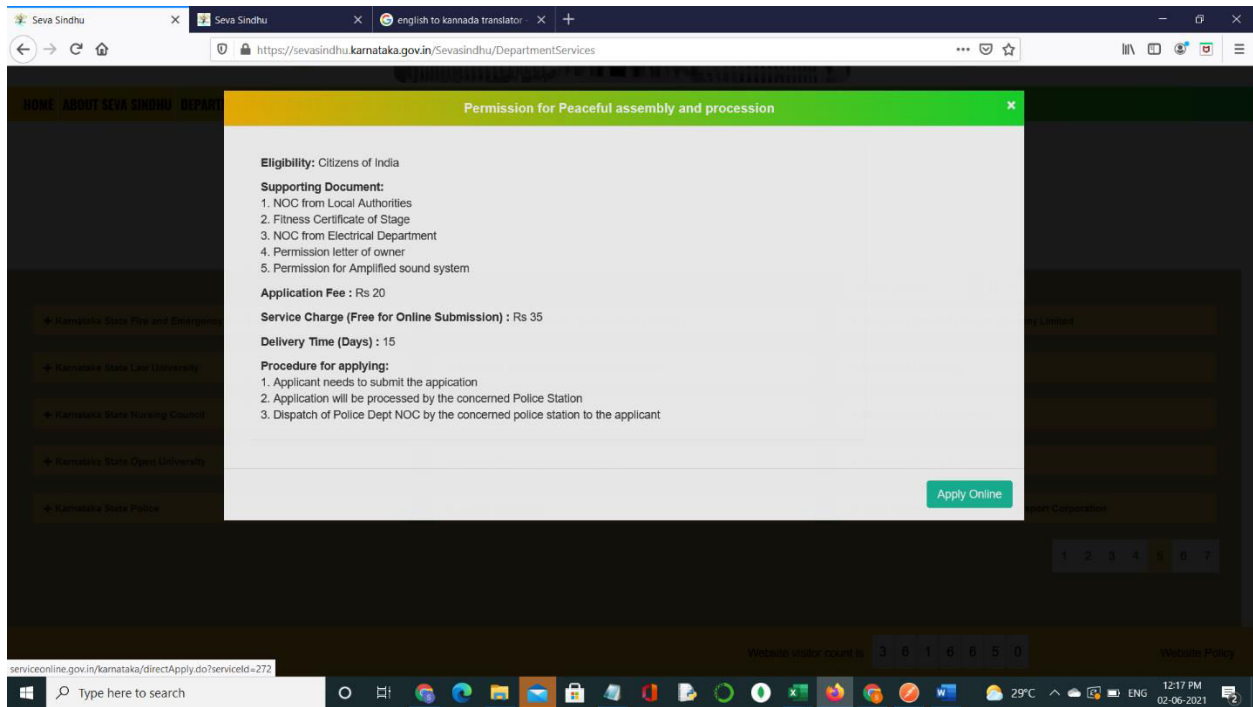 Seva Sindhu
Seva Sindhu
english to kannada translator -
https://sevasindhu.karnataka.gov.in/Sevasindhu/DepartmentServices
HOME ABOUT SEVA SINDHU DEPART
Permission for Peaceful assembly and procession
Eligibility: Citizens of India
Supporting Document:
1. NOC from Local Authorities
2. Fitness Certificate of Stage
3. NOC from Electrical Department
4. Permission letter of owner
5. Permission for Amplified sound system
Application Fee : Rs 20
Service Charge (Free for Online Submission) : Rs 35
Delivery Time (Days) : 15
Procedure for applying:
1. Applicant needs to submit the appication
2. Application will be processed by the concerned Police Station
3. Dispatch of Police Dept NOC by the concerned police station to the applicant
Apply Online
Karnataka State Fire and Emergency
Limited
Karnataka State Law University
Karnataka State Nursing Council
Karnataka State Open University
Karnataka State Police
Corporation
1 2 3 4 5 6 7
Website visitor count is 3 6 1 6 6 5 0
Website Policy
serviceonline.gov.in/karnataka/directApply.do?serviceId=272
Type here to search
29°C
ENG
12:17 PM
02-06-2021
2